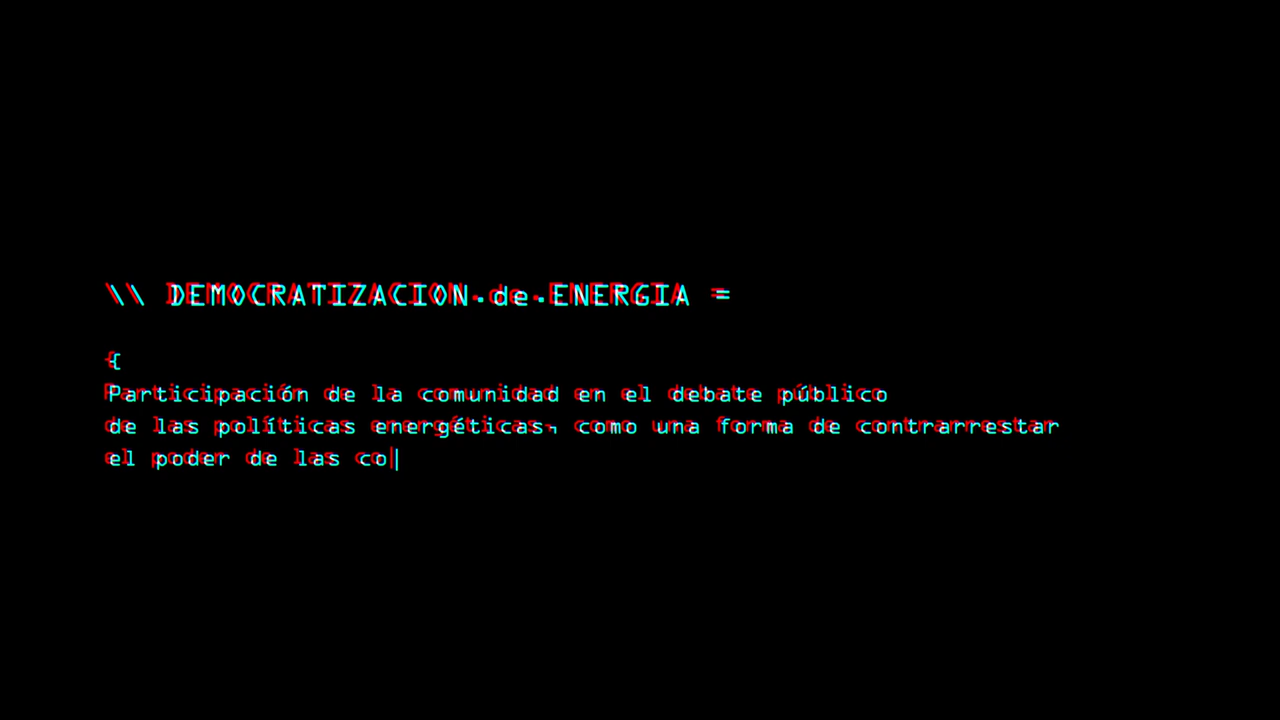 \\ DEMOCRATIZACION.de.ENERGIA =
{
Participación de la comunidad en el debate público
de las políticas energéticas, como una forma de contrarrestar
el poder de las co|